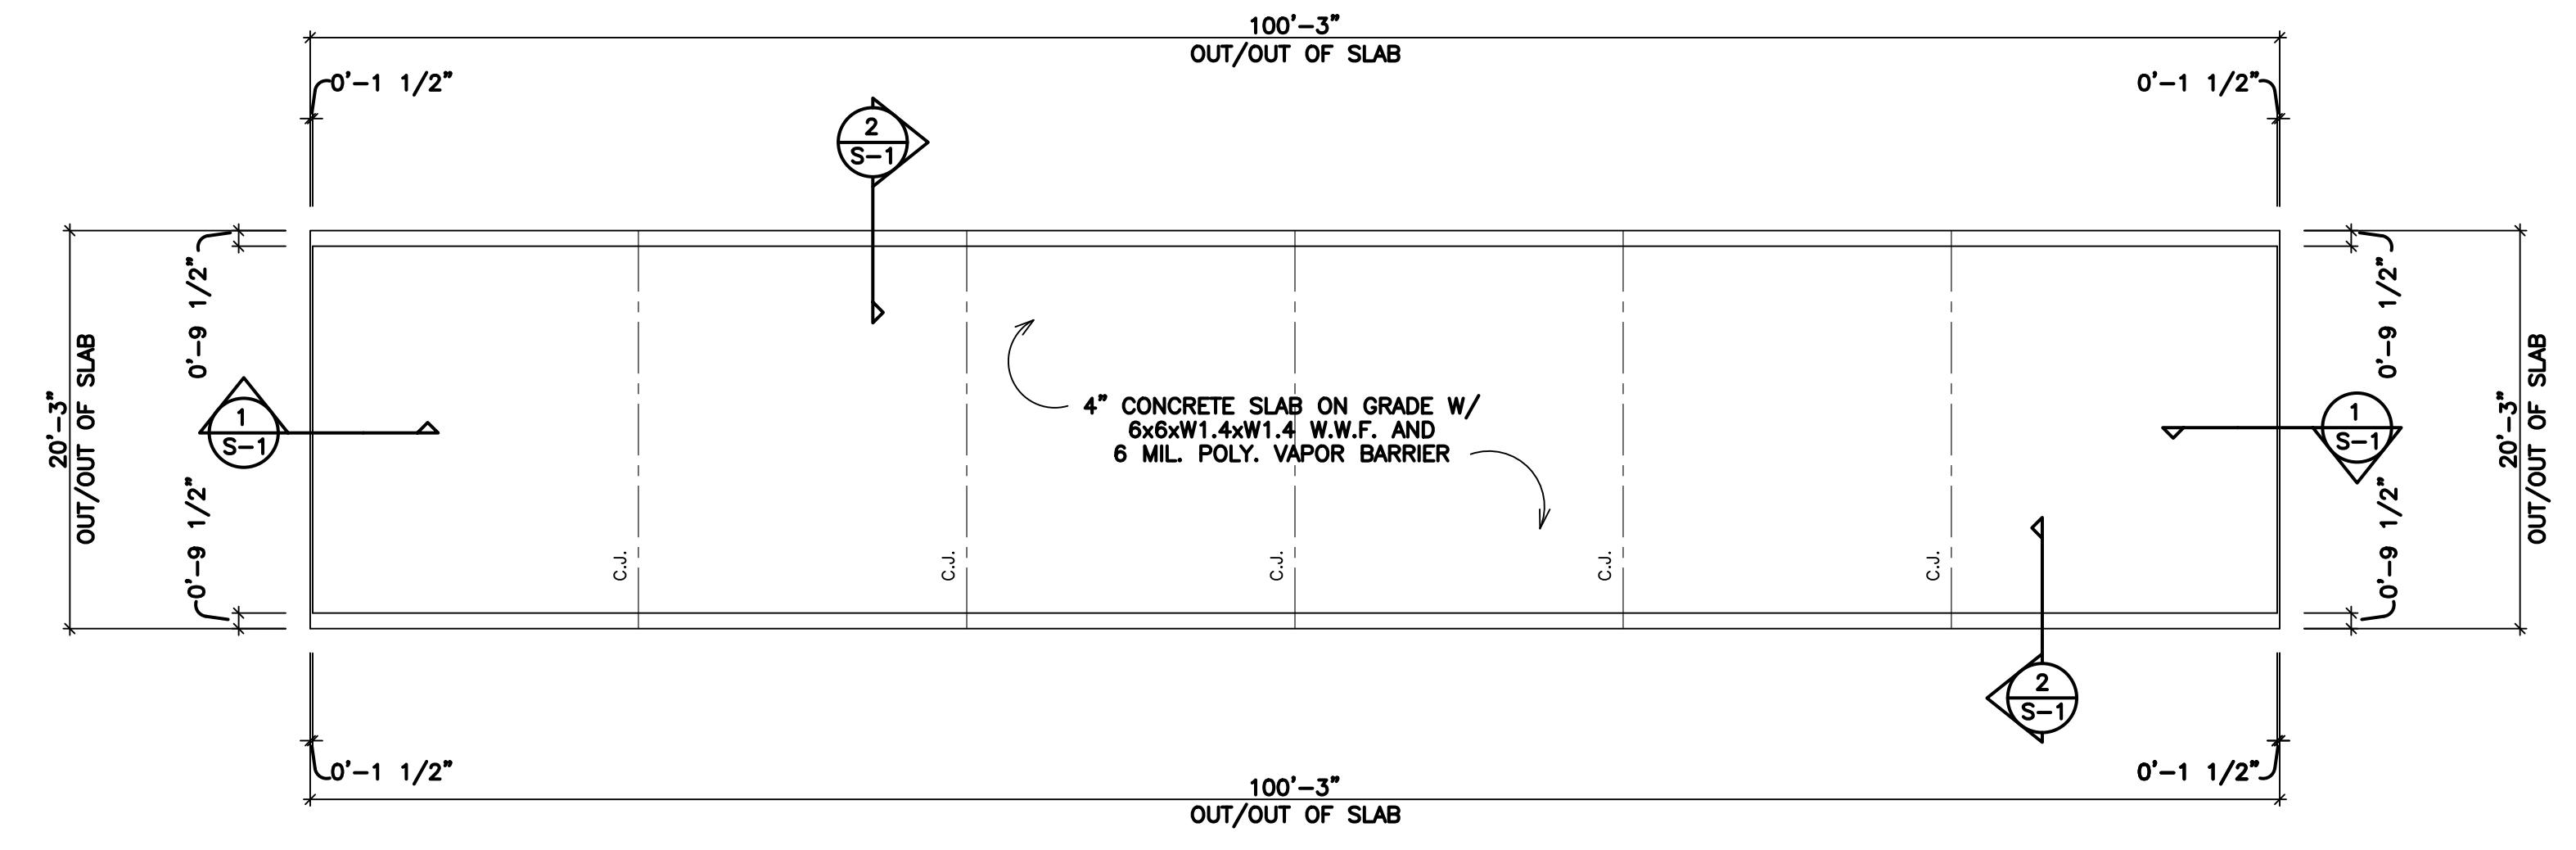 100'-3"
OUT/OUT OF SLAB
0'-1 1/2"
0'-1 1/2"
2
S-1
0'-9 1/2"
0'-9 1/2"
20'-3"
OUT/OUT OF SLAB
1
S-1
4" CONCRETE SLAB ON GRADE W/
6x6xW1.4xW1.4 W.W.F. AND
6 MIL. POLY. VAPOR BARRIER
1
S-1
20'-3"
OUT/OUT OF SLAB
0'-9 1/2"
0'-9 1/2"
C.J.
C.J.
C.J.
C.J.
C.J.
2
S-1
0'-1 1/2"
0'-1 1/2"
100'-3"
OUT/OUT OF SLAB